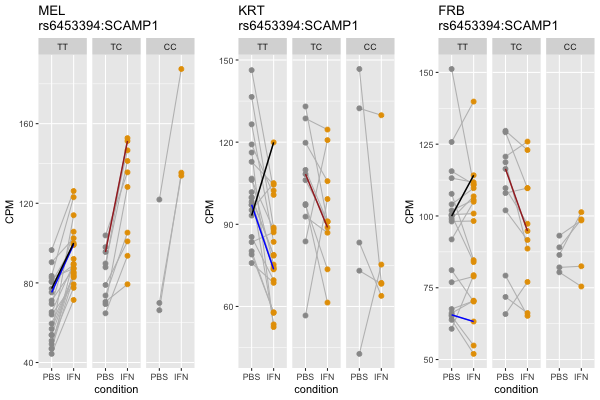 MEL
rs6453394:SCAMP1
TT TC CC
CPM
160
120
80
40
PBS IFN PBS IFN PBS IFN
condition
KRT
rs6453394:SCAMP1
TT TC CC
CPM
150
120
90
60
PBS IFN PBS IFN PBS IFN
condition
FRB
rs6453394:SCAMP1
TT TC CC
CPM
150
125
100
75
50
PBS IFN PBS IFN PBS IFN
condition